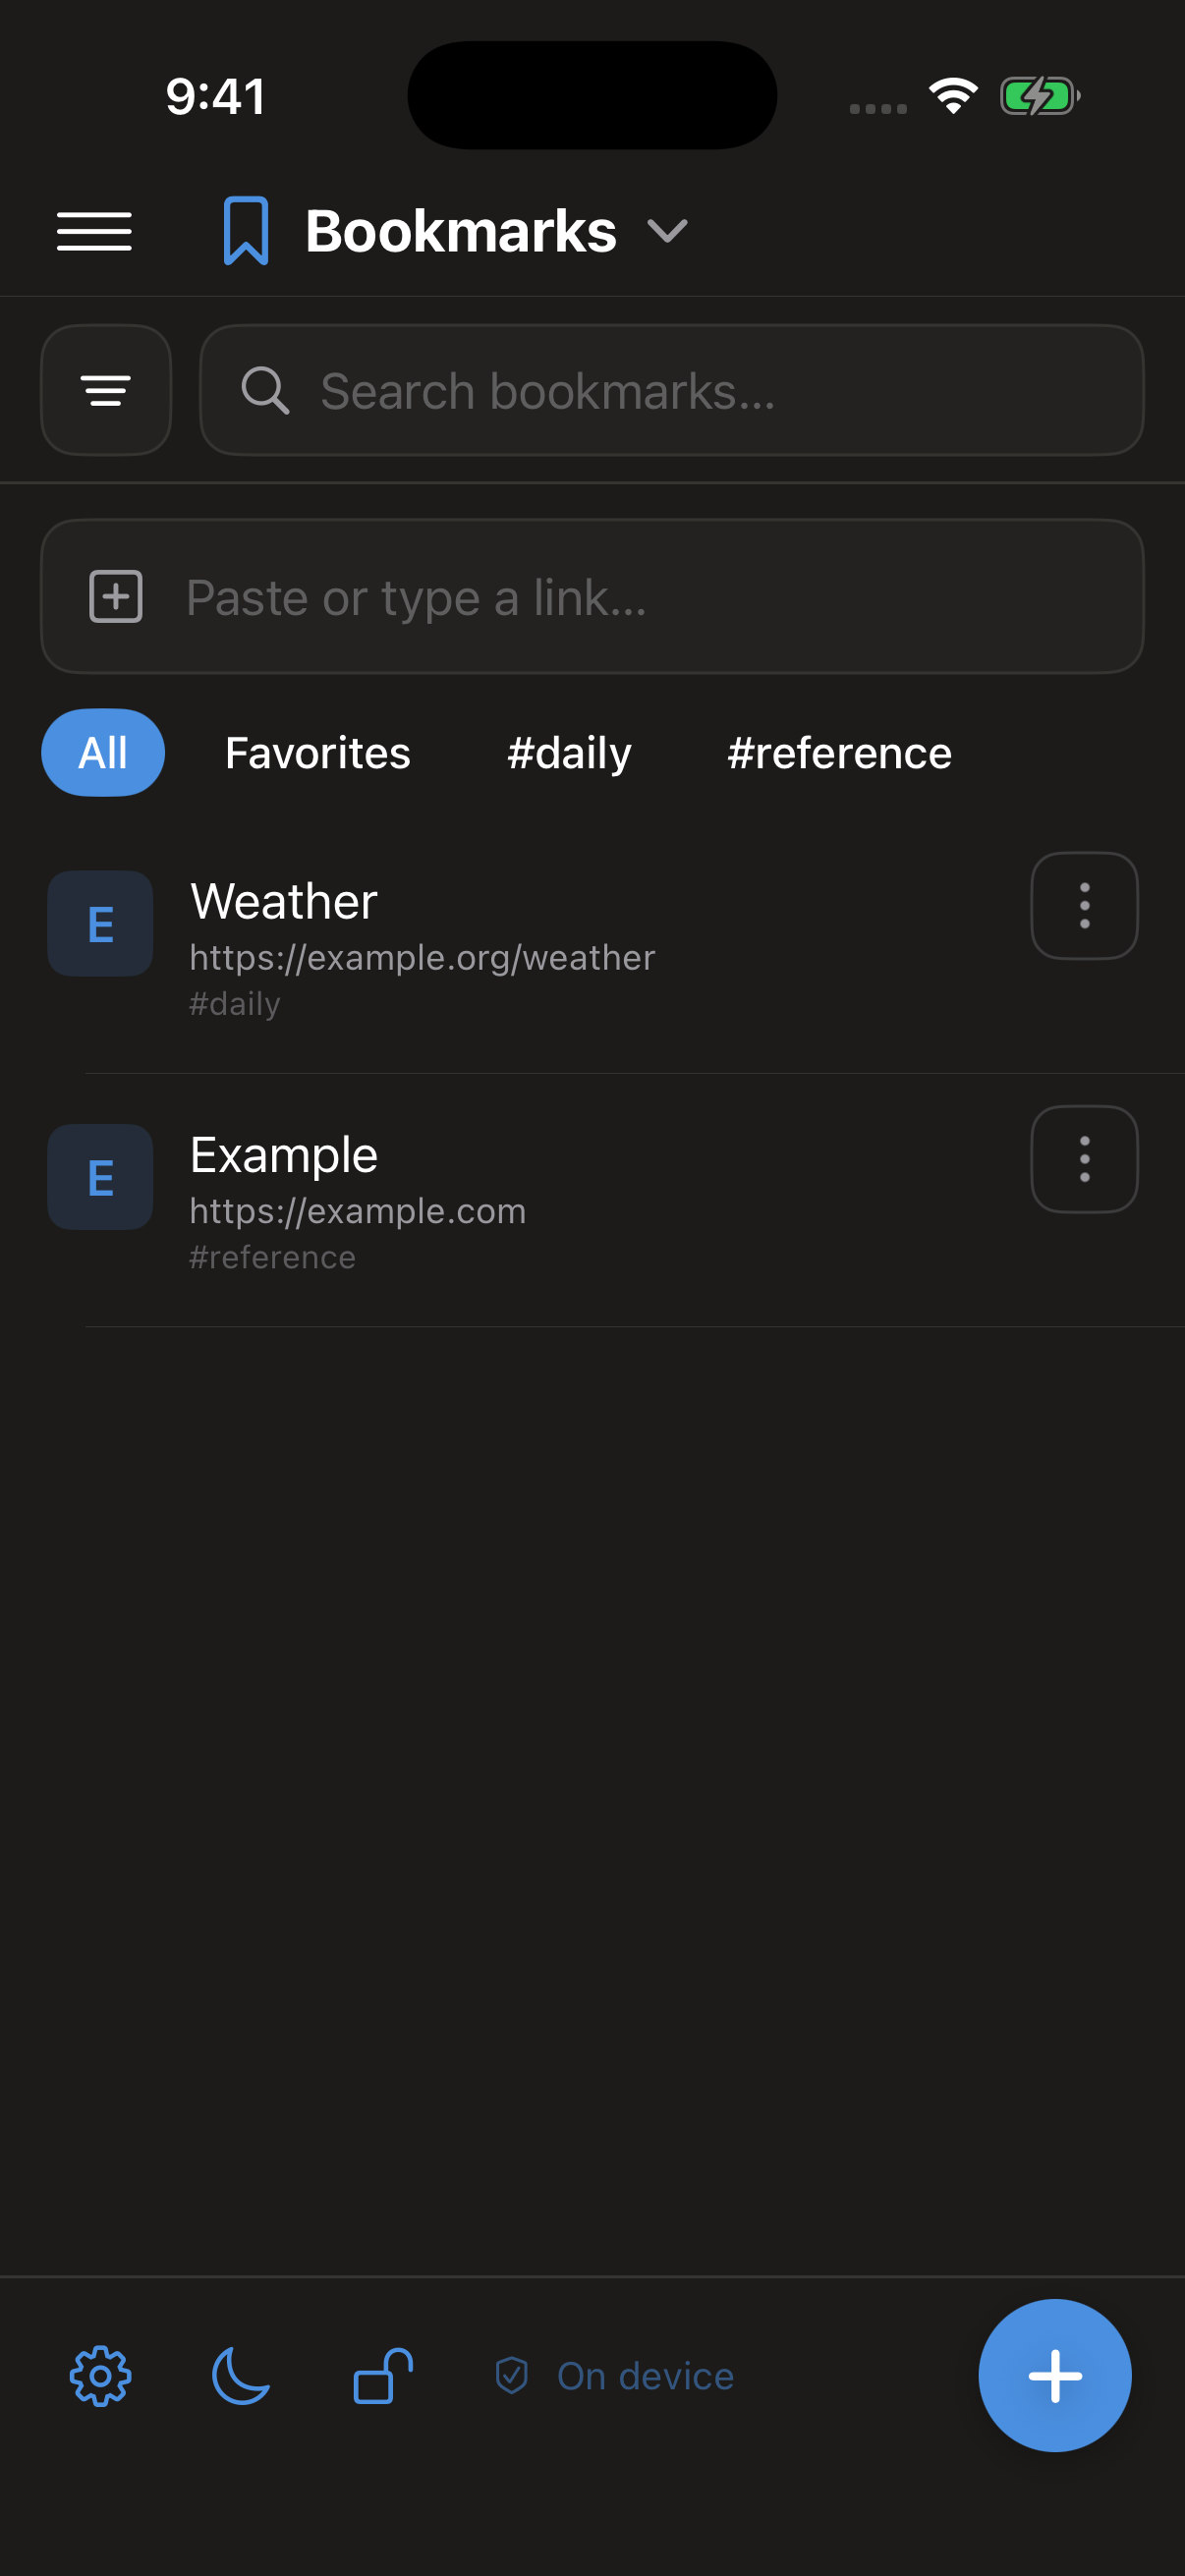 9:41
Bookmarks
Search bookmarks...
Paste or type a link...
All Favorites #daily #reference
E
Weather
https://example.org/weather
#daily
E
Example
https://example.com
#reference
On device